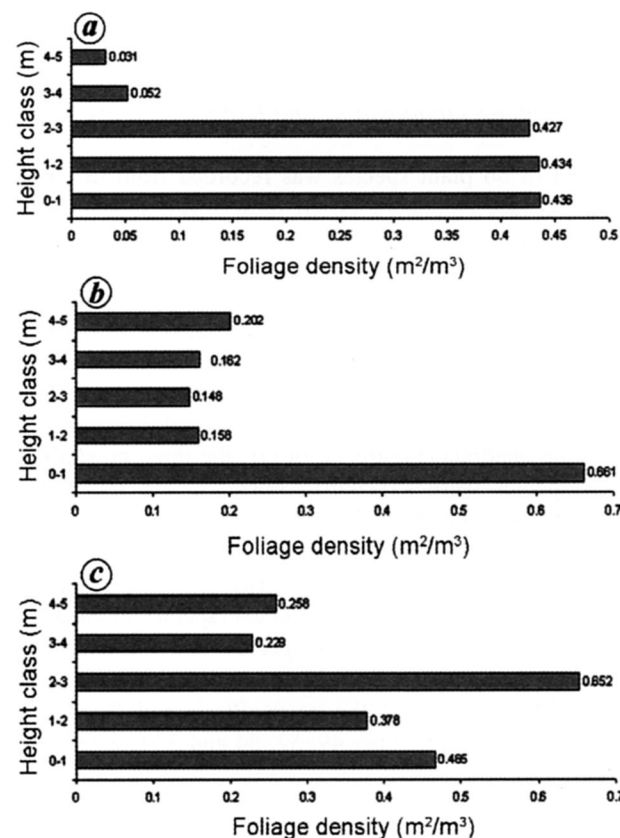 a
Height class (m)
4-5 0.031
3-4 0.052
2-3 0.427
1-2 0.434
0-1 0.436
0 0.05 0.1 0.15 0.2 0.25 0.3 0.35 0.4 0.45 0.5
Foliage density (m²/m³)
b
Height class (m)
4-5 0.202
3-4 0.162
2-3 0.148
1-2 0.158
0-1 0.661
0 0.1 0.2 0.3 0.4 0.5 0.6 0.7
Foliage density (m²/m³)
c
Height class (m)
4-5 0.258
3-4 0.229
2-3 0.652
1-2 0.378
0-1 0.465
0 0.1 0.2 0.3 0.4 0.5 0.6 0.7
Foliage density (m²/m³)